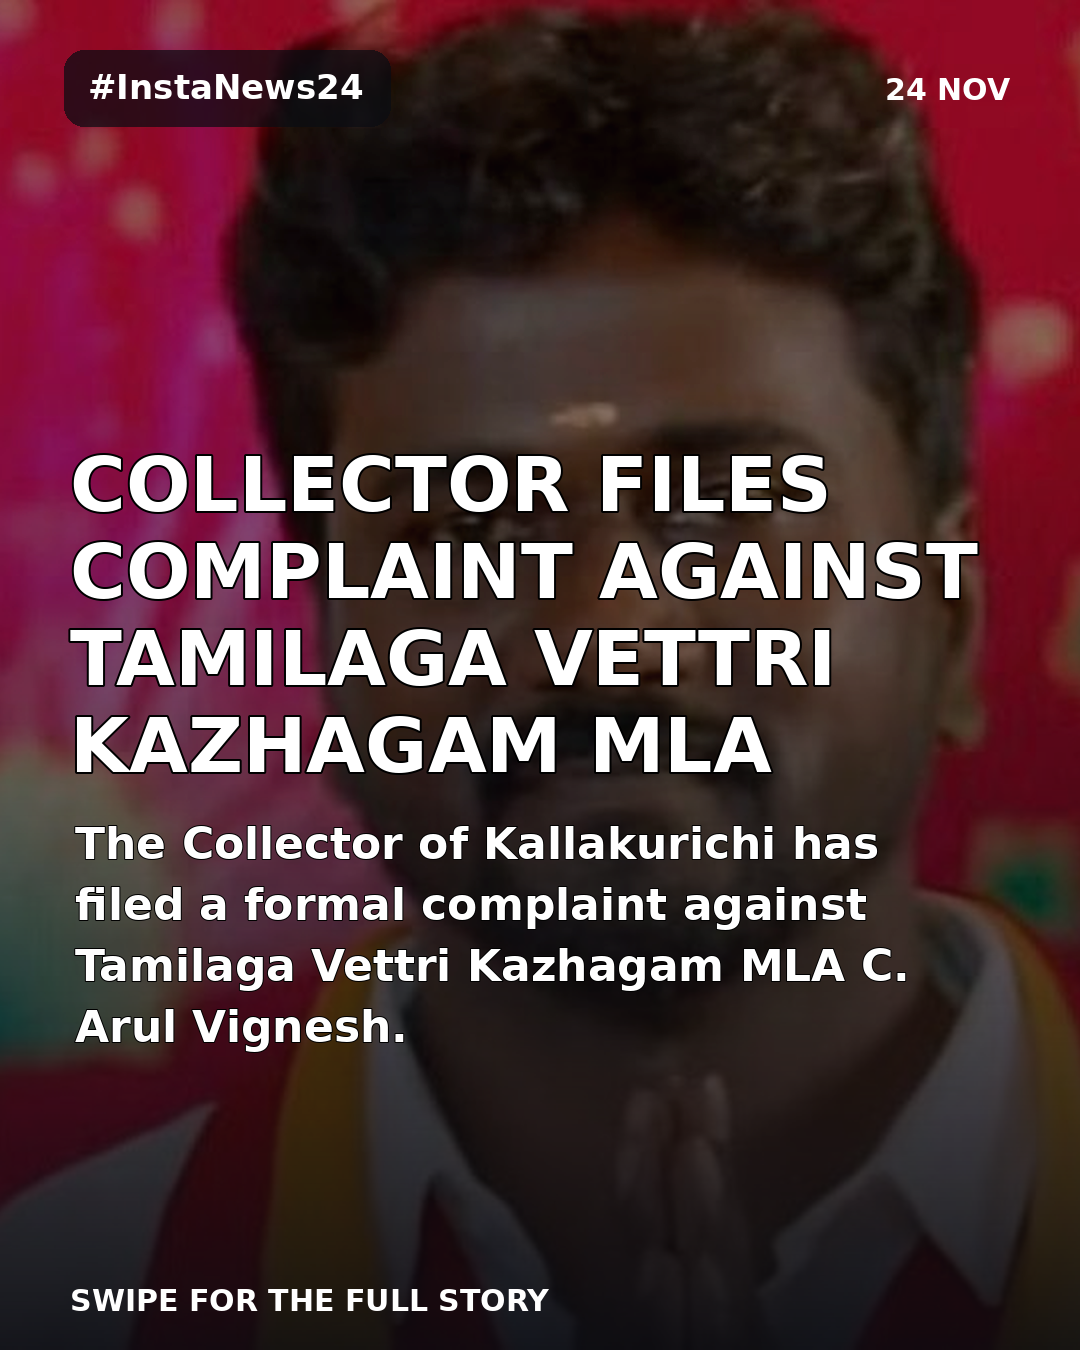 #InstaNews24
24 NOV
COLLECTOR FILES
COMPLAINT AGAINST
TAMILAGA VETTRI
KAZHAGAM MLA
The Collector of Kallakurichi has
filed a formal complaint against
Tamilaga Vettri Kazhagam MLA C.
Arul Vignesh.
SWIPE FOR THE FULL STORY